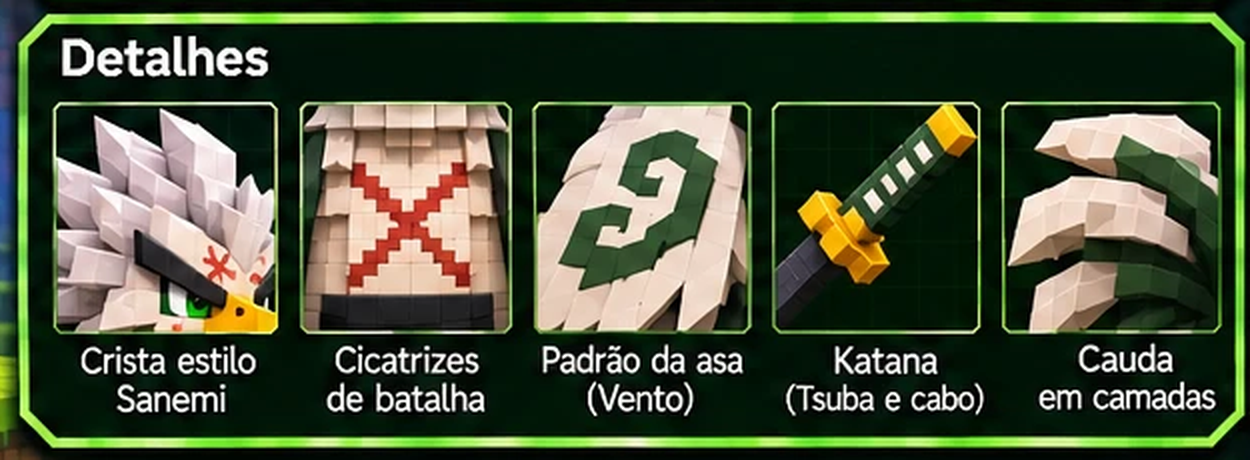 Detalhes
Crista estilo
Sanemi
Cicatrizes
de batalha
Padrão da asa
(Vento)
Katana
(Tsuba e cabo)
Cauda
em camadas